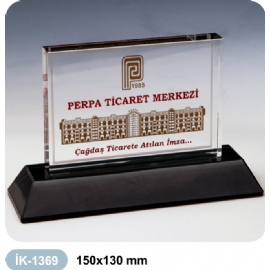 1989
PERPA TİCARET MERKEZİ
Çağdaş Ticarete Atılan İmza...
İK-1369 150x130 mm